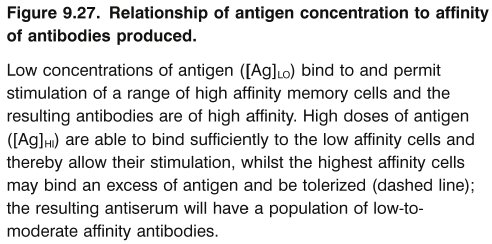 Figure 9.27. Relationship of antigen concentration to affinity
of antibodies produced.
Low concentrations of antigen ([Ag]LO) bind to and permit
stimulation of a range of high affinity memory cells and the
resulting antibodies are of high affinity. High doses of antigen
([Ag]HI) are able to bind sufficiently to the low affinity cells and
thereby allow their stimulation, whilst the highest affinity cells
may bind an excess of antigen and be tolerized (dashed line);
the resulting antiserum will have a population of low-to-
moderate affinity antibodies.